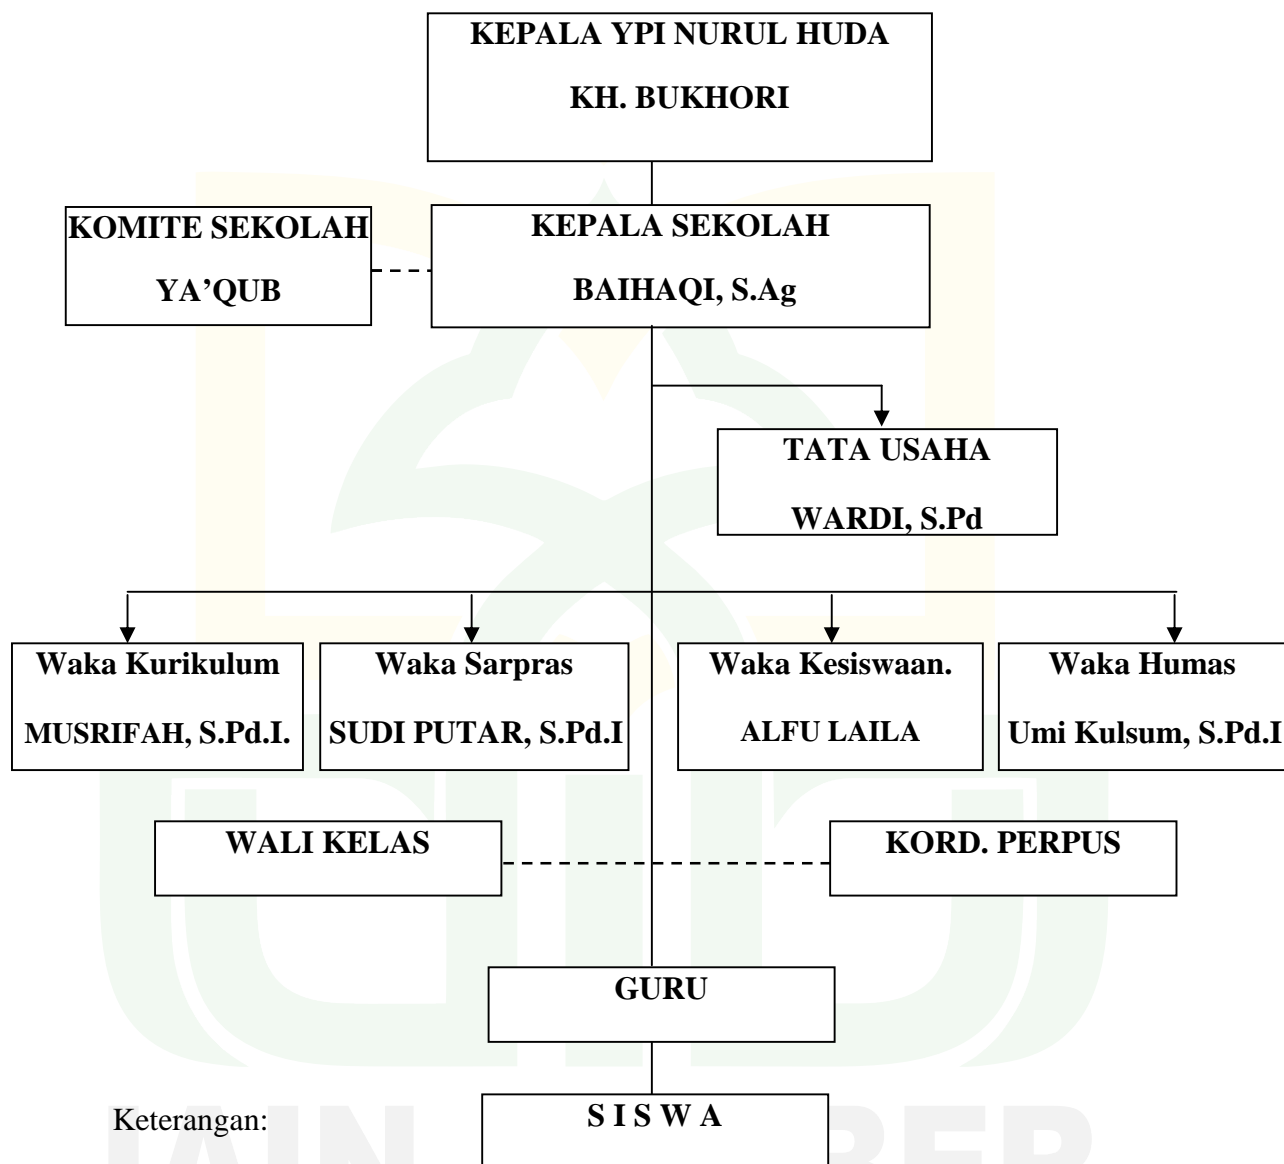 KEPALA YPI NURUL HUDA
KH. BUKHORI
KOMITE SEKOLAH
YA’QUB
KEPALA SEKOLAH
BAIHAQI, S.Ag
TATA USAHA
WARDI, S.Pd
Waka Kurikulum
MUSRIFAH, S.Pd.I.
Waka Sarpras
SUDI PUTAR, S.Pd.I
Waka Kesiswaan.
ALFU LAILA
Waka Humas
Umi Kulsum, S.Pd.I
WALI KELAS
KORD. PERPUS
GURU
S I S W A
Keterangan:
IAIN